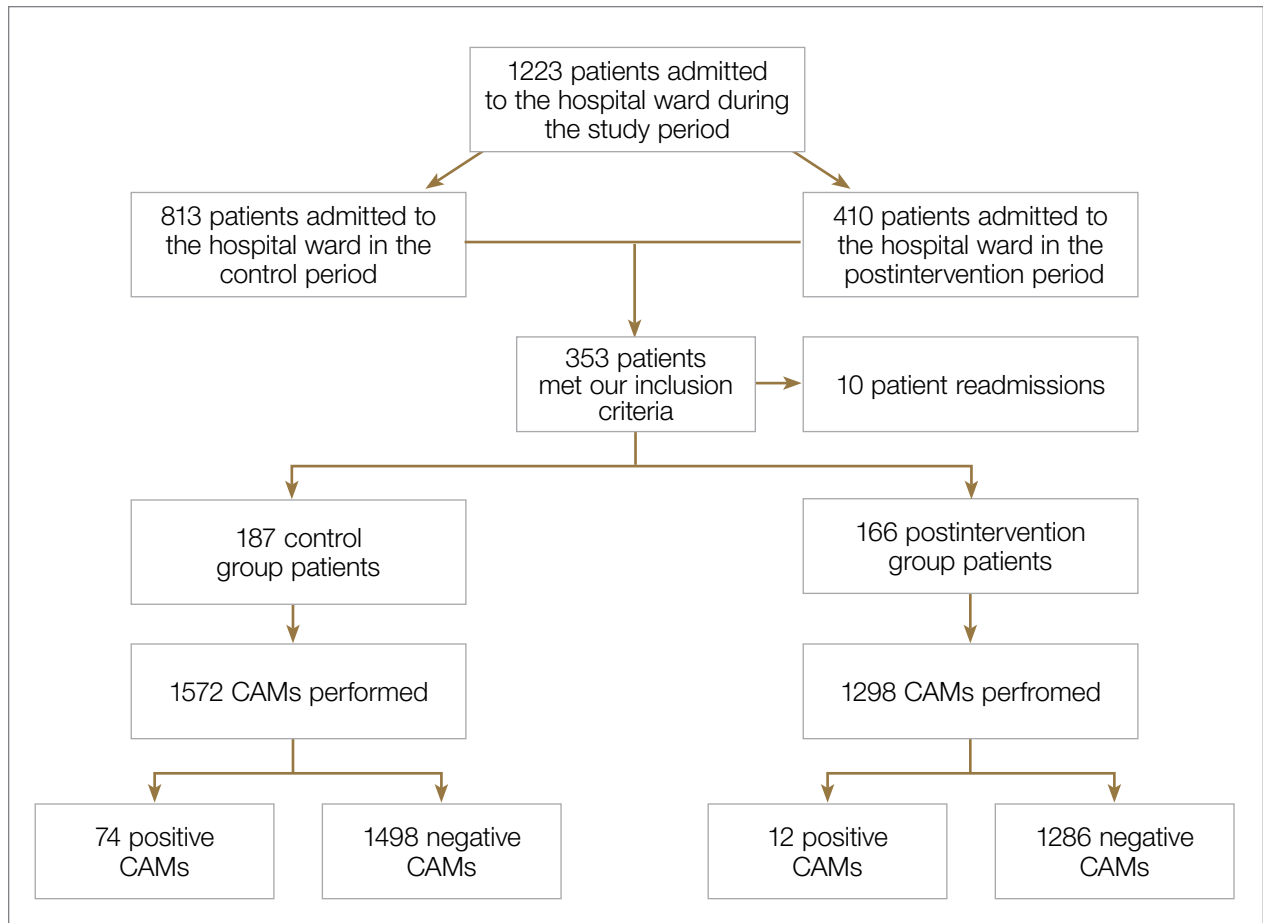 1223 patients admitted
to the hospital ward during
the study period
813 patients admitted to
the hospital ward in the
control period
410 patients admitted to
the hospital ward in the
postintervention period
353 patients
met our inclusion
criteria
10 patient readmissions
187 control
group patients
166 postintervention
group patients
1572 CAMs performed
1298 CAMs perfromed
74 positive
CAMs
1498 negative
CAMs
12 positive
CAMs
1286 negative
CAMs